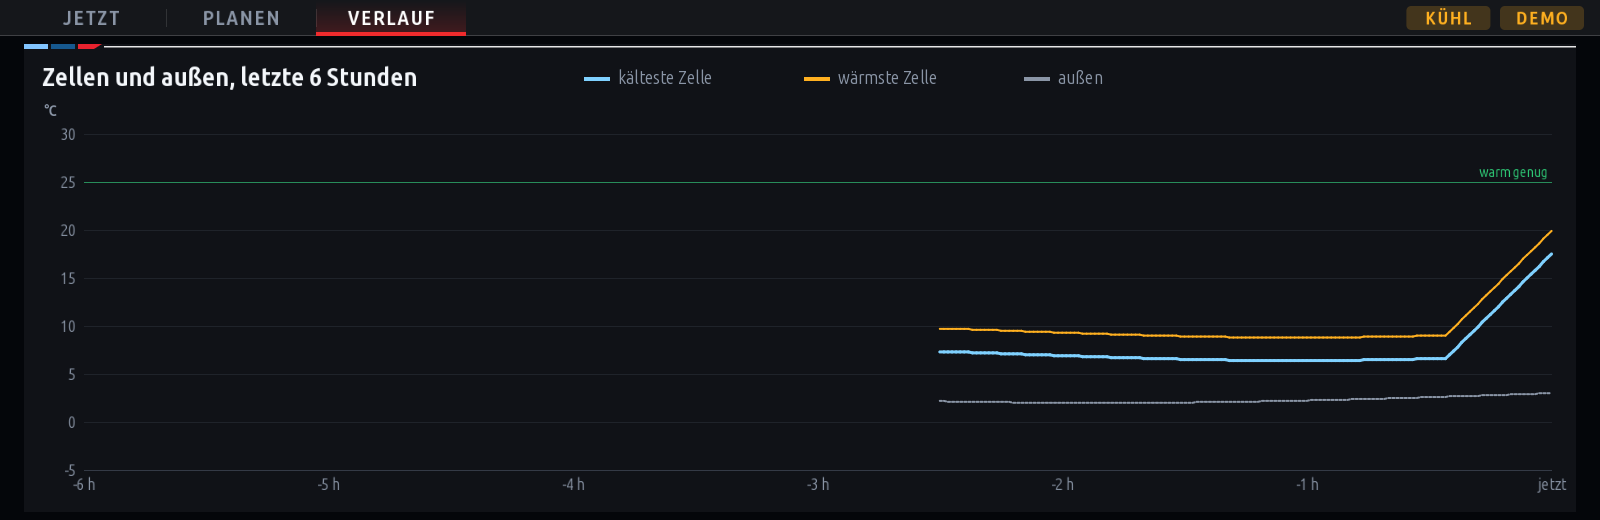 JETZT PLANEN VERLAUF KÜHL DEMO
Zellen und außen, letzte 6 Stunden kälteste Zelle wärmste Zelle außen
°C
30
warm genug
25
20
15
10
5
0
-5
-6 h -5 h -4 h -3 h -2 h -1 h jetzt